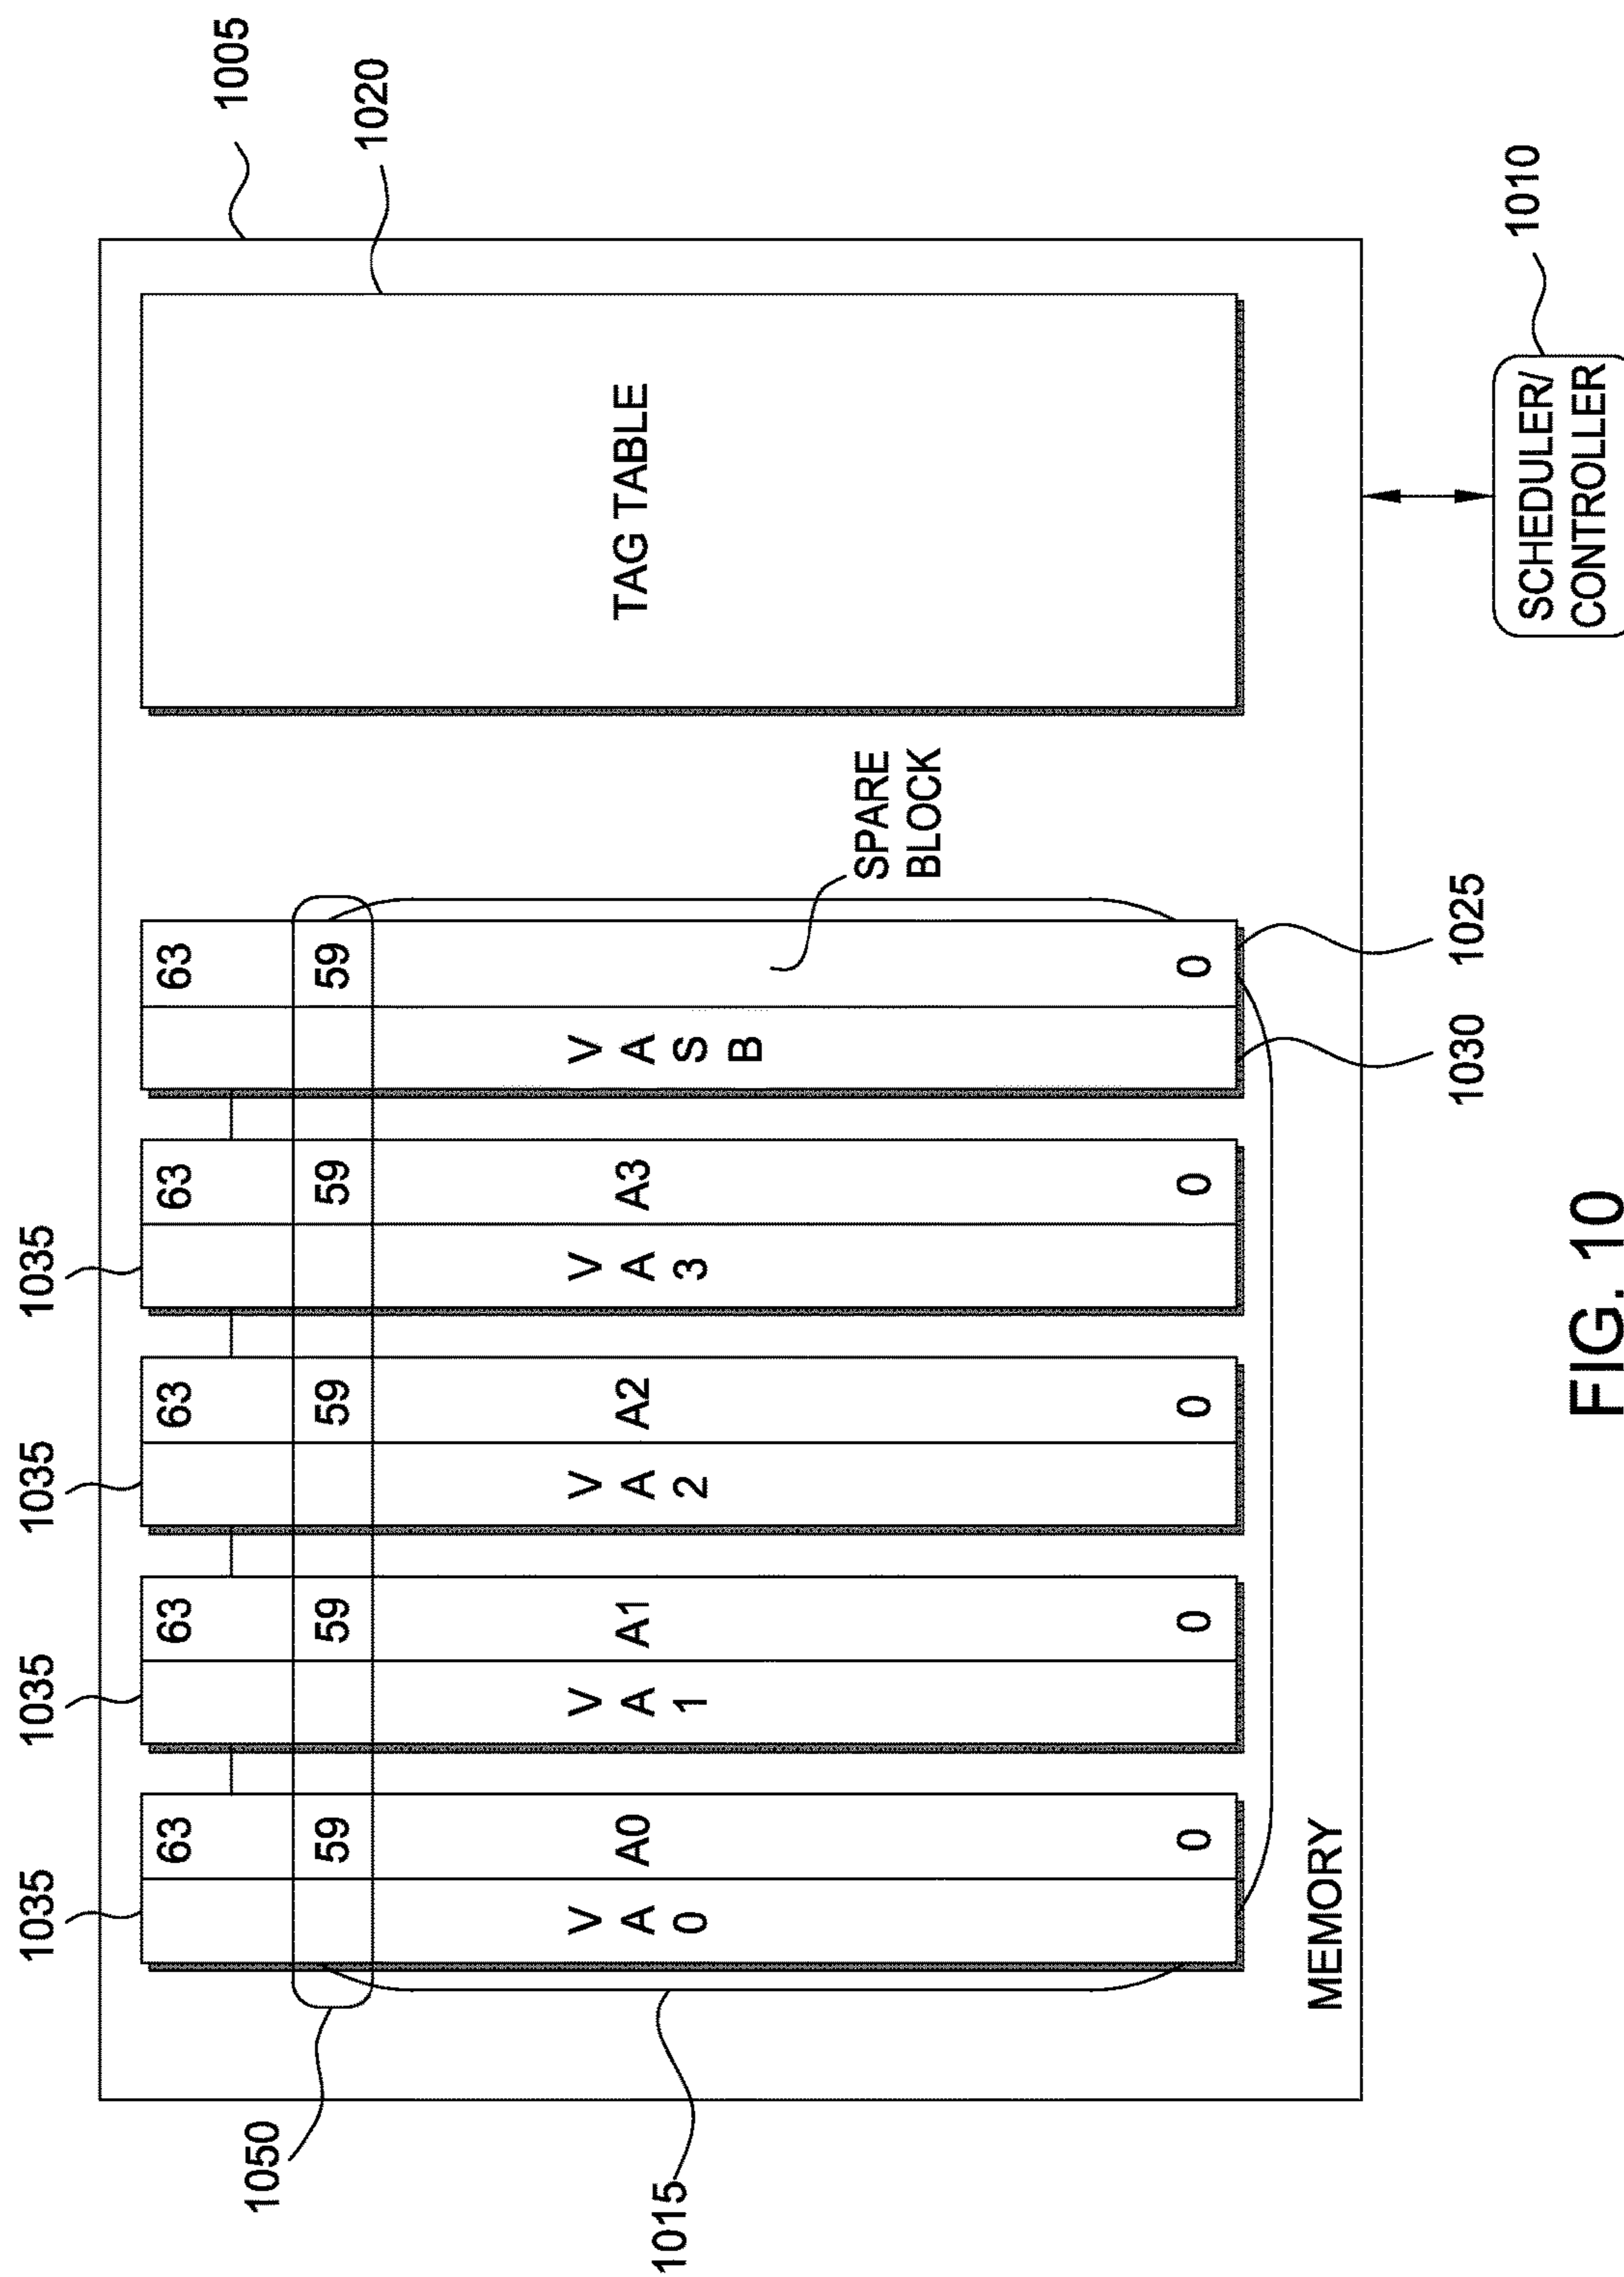 1035
1035
1035
1035
63
63
63
63
63
1005
1050
59
59
59
59
59
1020
V
A
0
A0
V
A
1
A1
V
A
2
A2
V
A
3
A3
V
A
S
B
TAG TABLE
1015
SPARE
BLOCK
0
0
0
0
0
MEMORY
1030
1025
1010
SCHEDULER/
CONTROLLER
FIG. 10